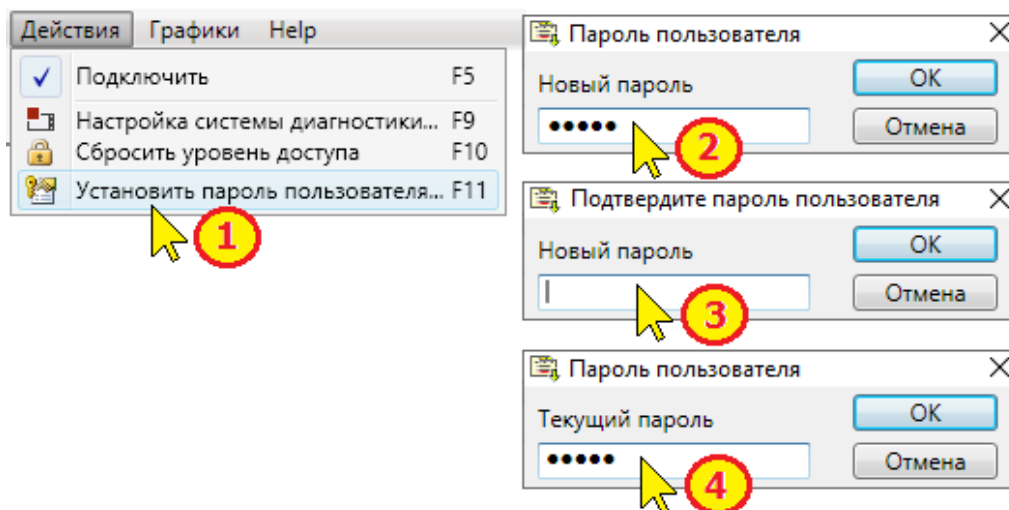 Действия Графики Help
Подключить F5
Настройка системы диагностики... F9
Сбросить уровень доступа F10
Установить пароль пользователя... F11
1
Пароль пользователя
Новый пароль
OK
•••••
Отмена
2
Подтвердите пароль пользователя
Новый пароль
OK
Отмена
3
Пароль пользователя
Текущий пароль
OK
•••••
Отмена
4